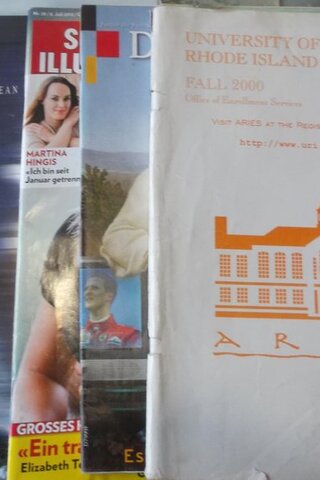 EAN
S
ILLU
MARTINA
HINGIS
«Ich bin seit
Januar getrenn
GROSSES
«Ein tra
Elizabeth Te
D
Es
UNIVERSITY OF
RHODE ISLAND
FALL 2000
Office of Enrollment Services
VISIT ARIES AT THE REGIS
http://www.uri
A R